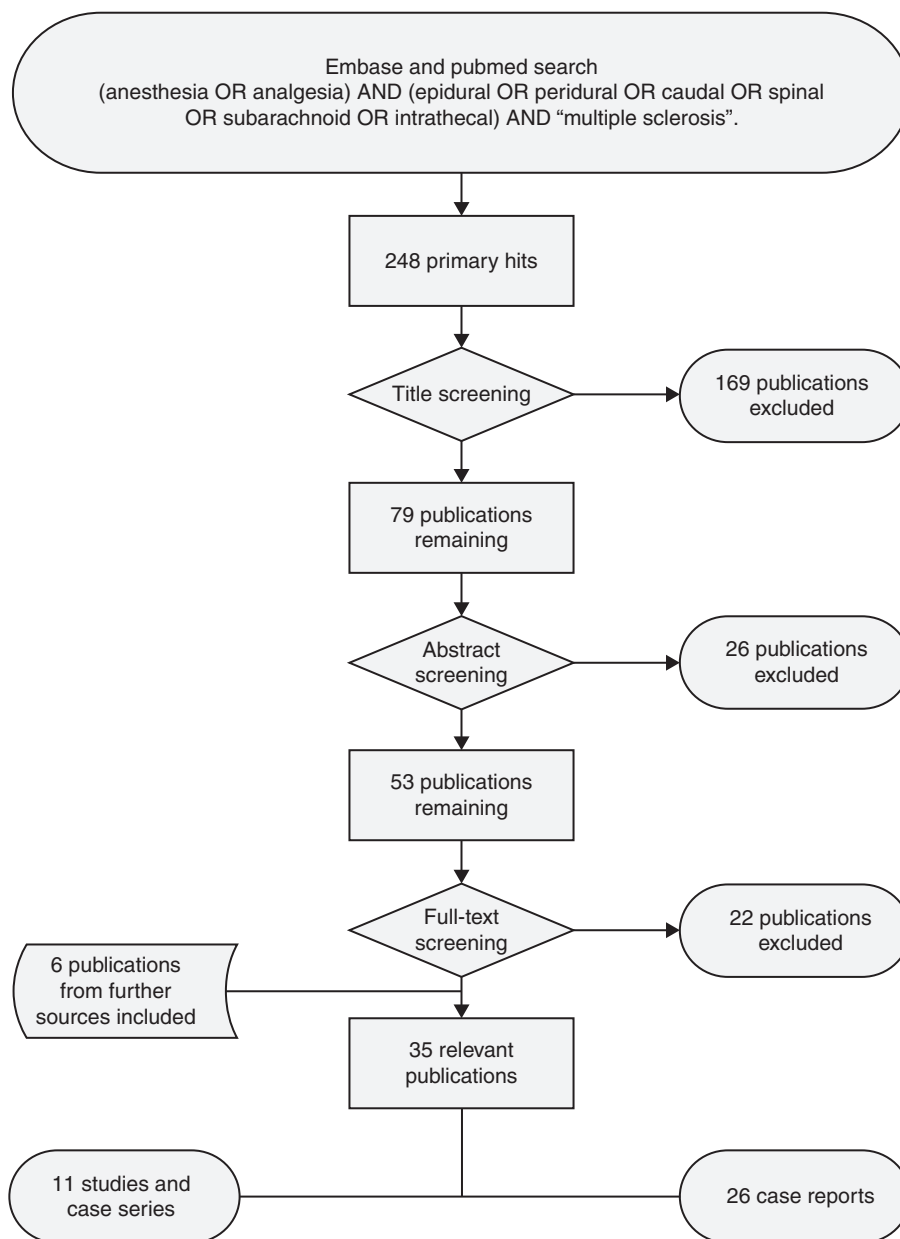 Embase and pubmed search
(anesthesia OR analgesia) AND (epidural OR peridural OR caudal OR spinal
OR subarachnoid OR intrathecal) AND “multiple sclerosis”.
248 primary hits
Title screening
169 publications
excluded
79 publications
remaining
Abstract
screening
26 publications
excluded
53 publications
remaining
Full-text
screening
22 publications
excluded
6 publications
from further
sources included
35 relevant
publications
11 studies and
case series
26 case reports